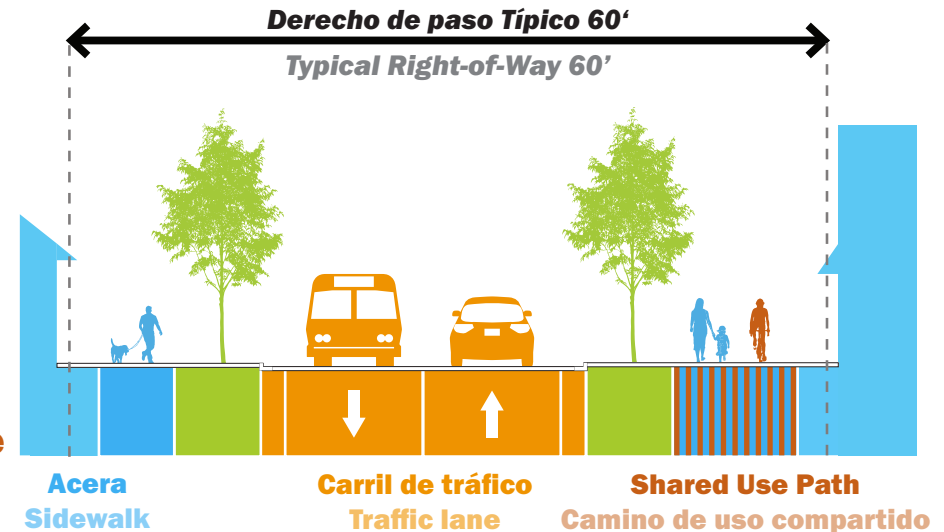 Derecho de paso Típico 60‘
Typical Right-of-Way 60’
e
Acera
Sidewalk
Carril de tráfico
Traffic lane
Shared Use Path
Camino de uso compartido